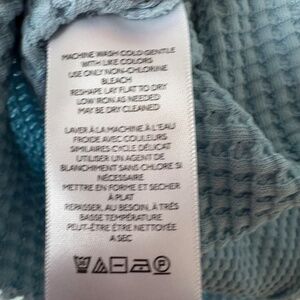 MACHINE WASH COLD GENTLE
WITH LIKE COLORS
USE ONLY NON-CHLORINE
BLEACH
RESHAPE LAY FLAT TO DRY
LOW IRON AS NEEDED
MAY BE DRY CLEANED
LAVER À LA MACHINE À L'EAU
FROIDE AVEC COULEURS
SIMILAIRES CYCLE DÉLICAT
UTILISER UN AGENT DE
BLANCHIMENT SANS CHLORE SI
NÉCESSAIRE
METTRE EN FORME ET SÉCHER
À PLAT
REPASSER, AU BESOIN, À TRÈS
BASSE TEMPÉRATURE
PEUT-ÊTRE ÊTRE NETTOYÉE
A SEC
P